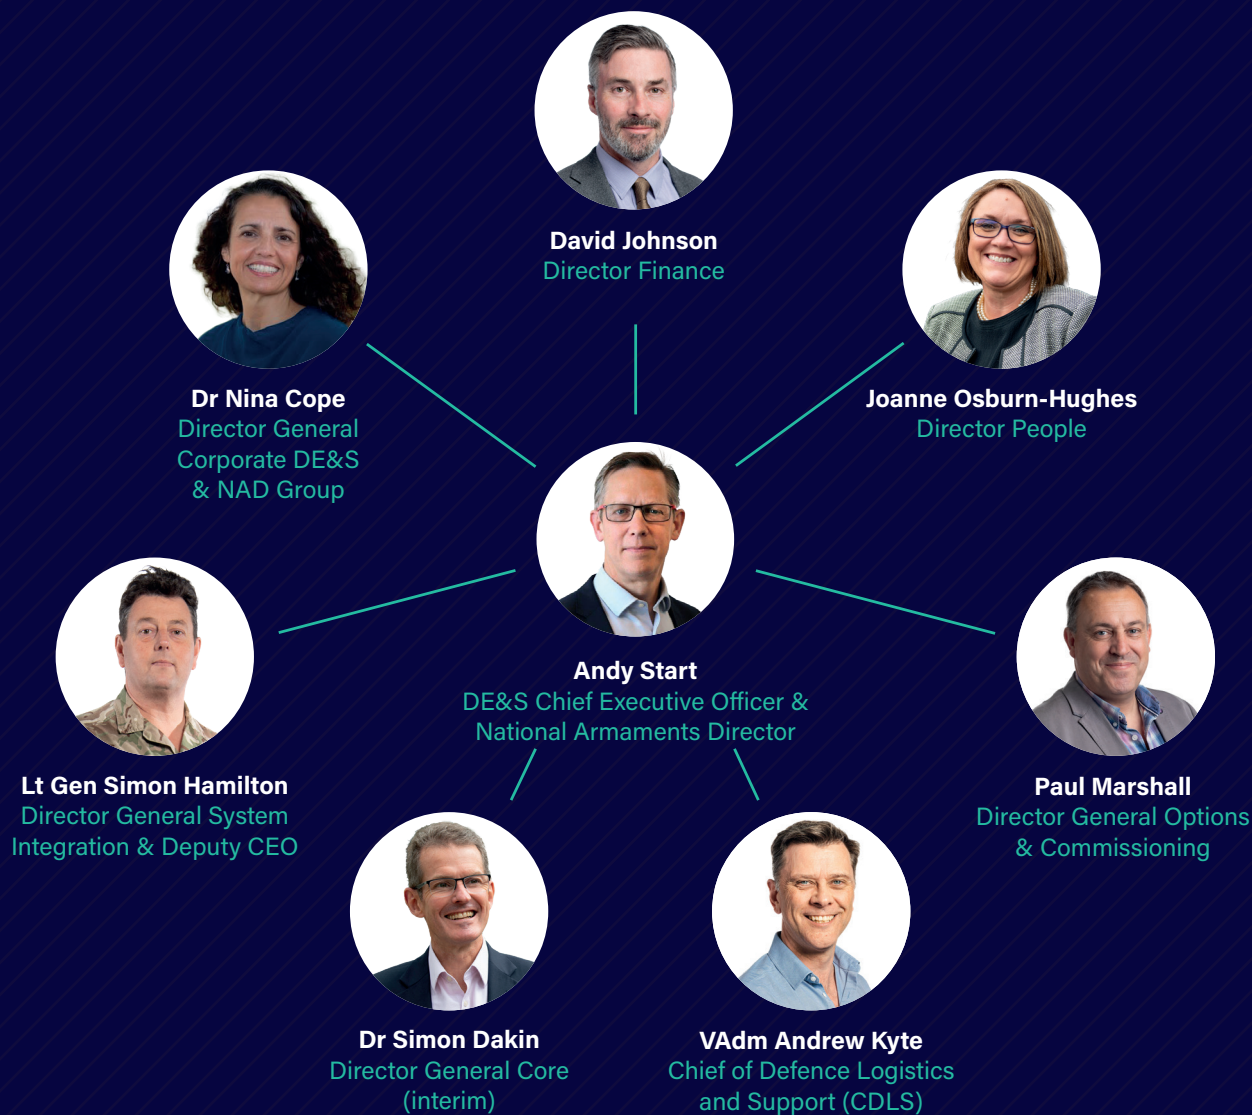 David Johnson
Director Finance
Dr Nina Cope
Director General
Corporate DE&S
& NAD Group
Joanne Osburn-Hughes
Director People
Andy Start
DE&S Chief Executive Officer &
National Armaments Director
Lt Gen Simon Hamilton
Director General System
Integration & Deputy CEO
Paul Marshall
Director General Options
& Commissioning
Dr Simon Dakin
Director General Core
(interim)
VAdm Andrew Kyte
Chief of Defence Logistics
and Support (CDLS)